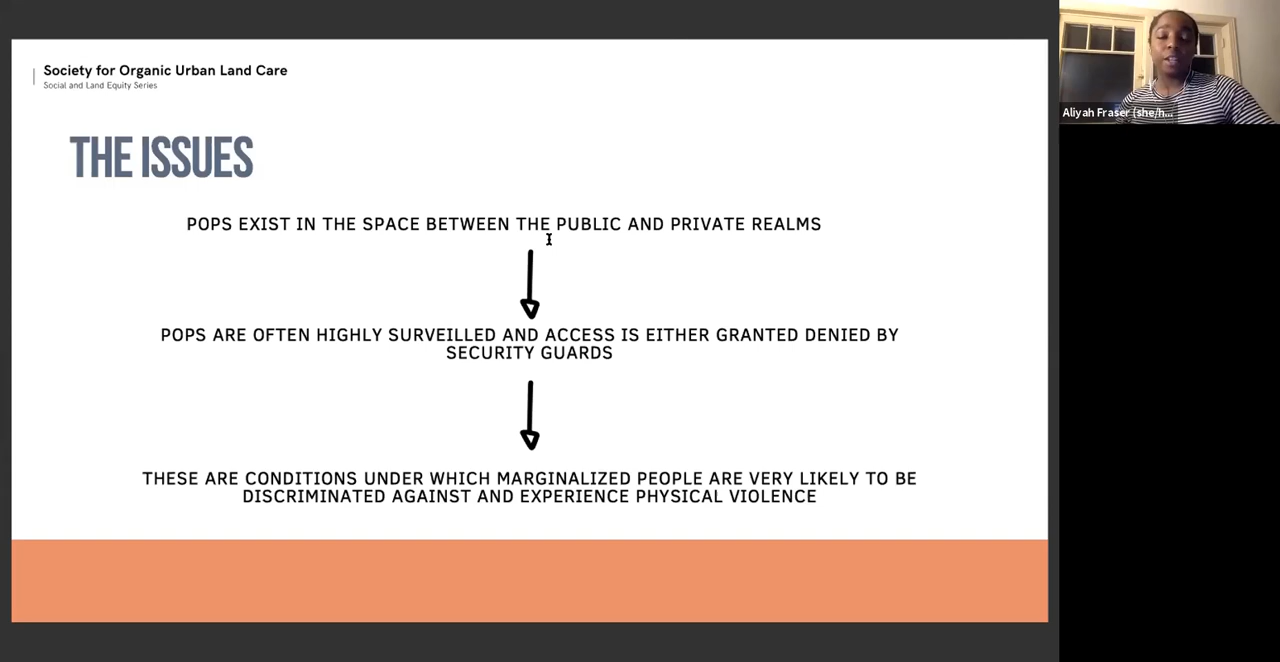 Society for Organic Urban Land Care
Social and Land Equity Series
THE ISSUES
POPS EXIST IN THE SPACE BETWEEN THE PUBLIC AND PRIVATE REALMS
POPS ARE OFTEN HIGHLY SURVEILLED AND ACCESS IS EITHER GRANTED DENIED BY
SECURITY GUARDS
THESE ARE CONDITIONS UNDER WHICH MARGINALIZED PEOPLE ARE VERY LIKELY TO BE
DISCRIMINATED AGAINST AND EXPERIENCE PHYSICAL VIOLENCE
Aliyah Fraser (she/h...